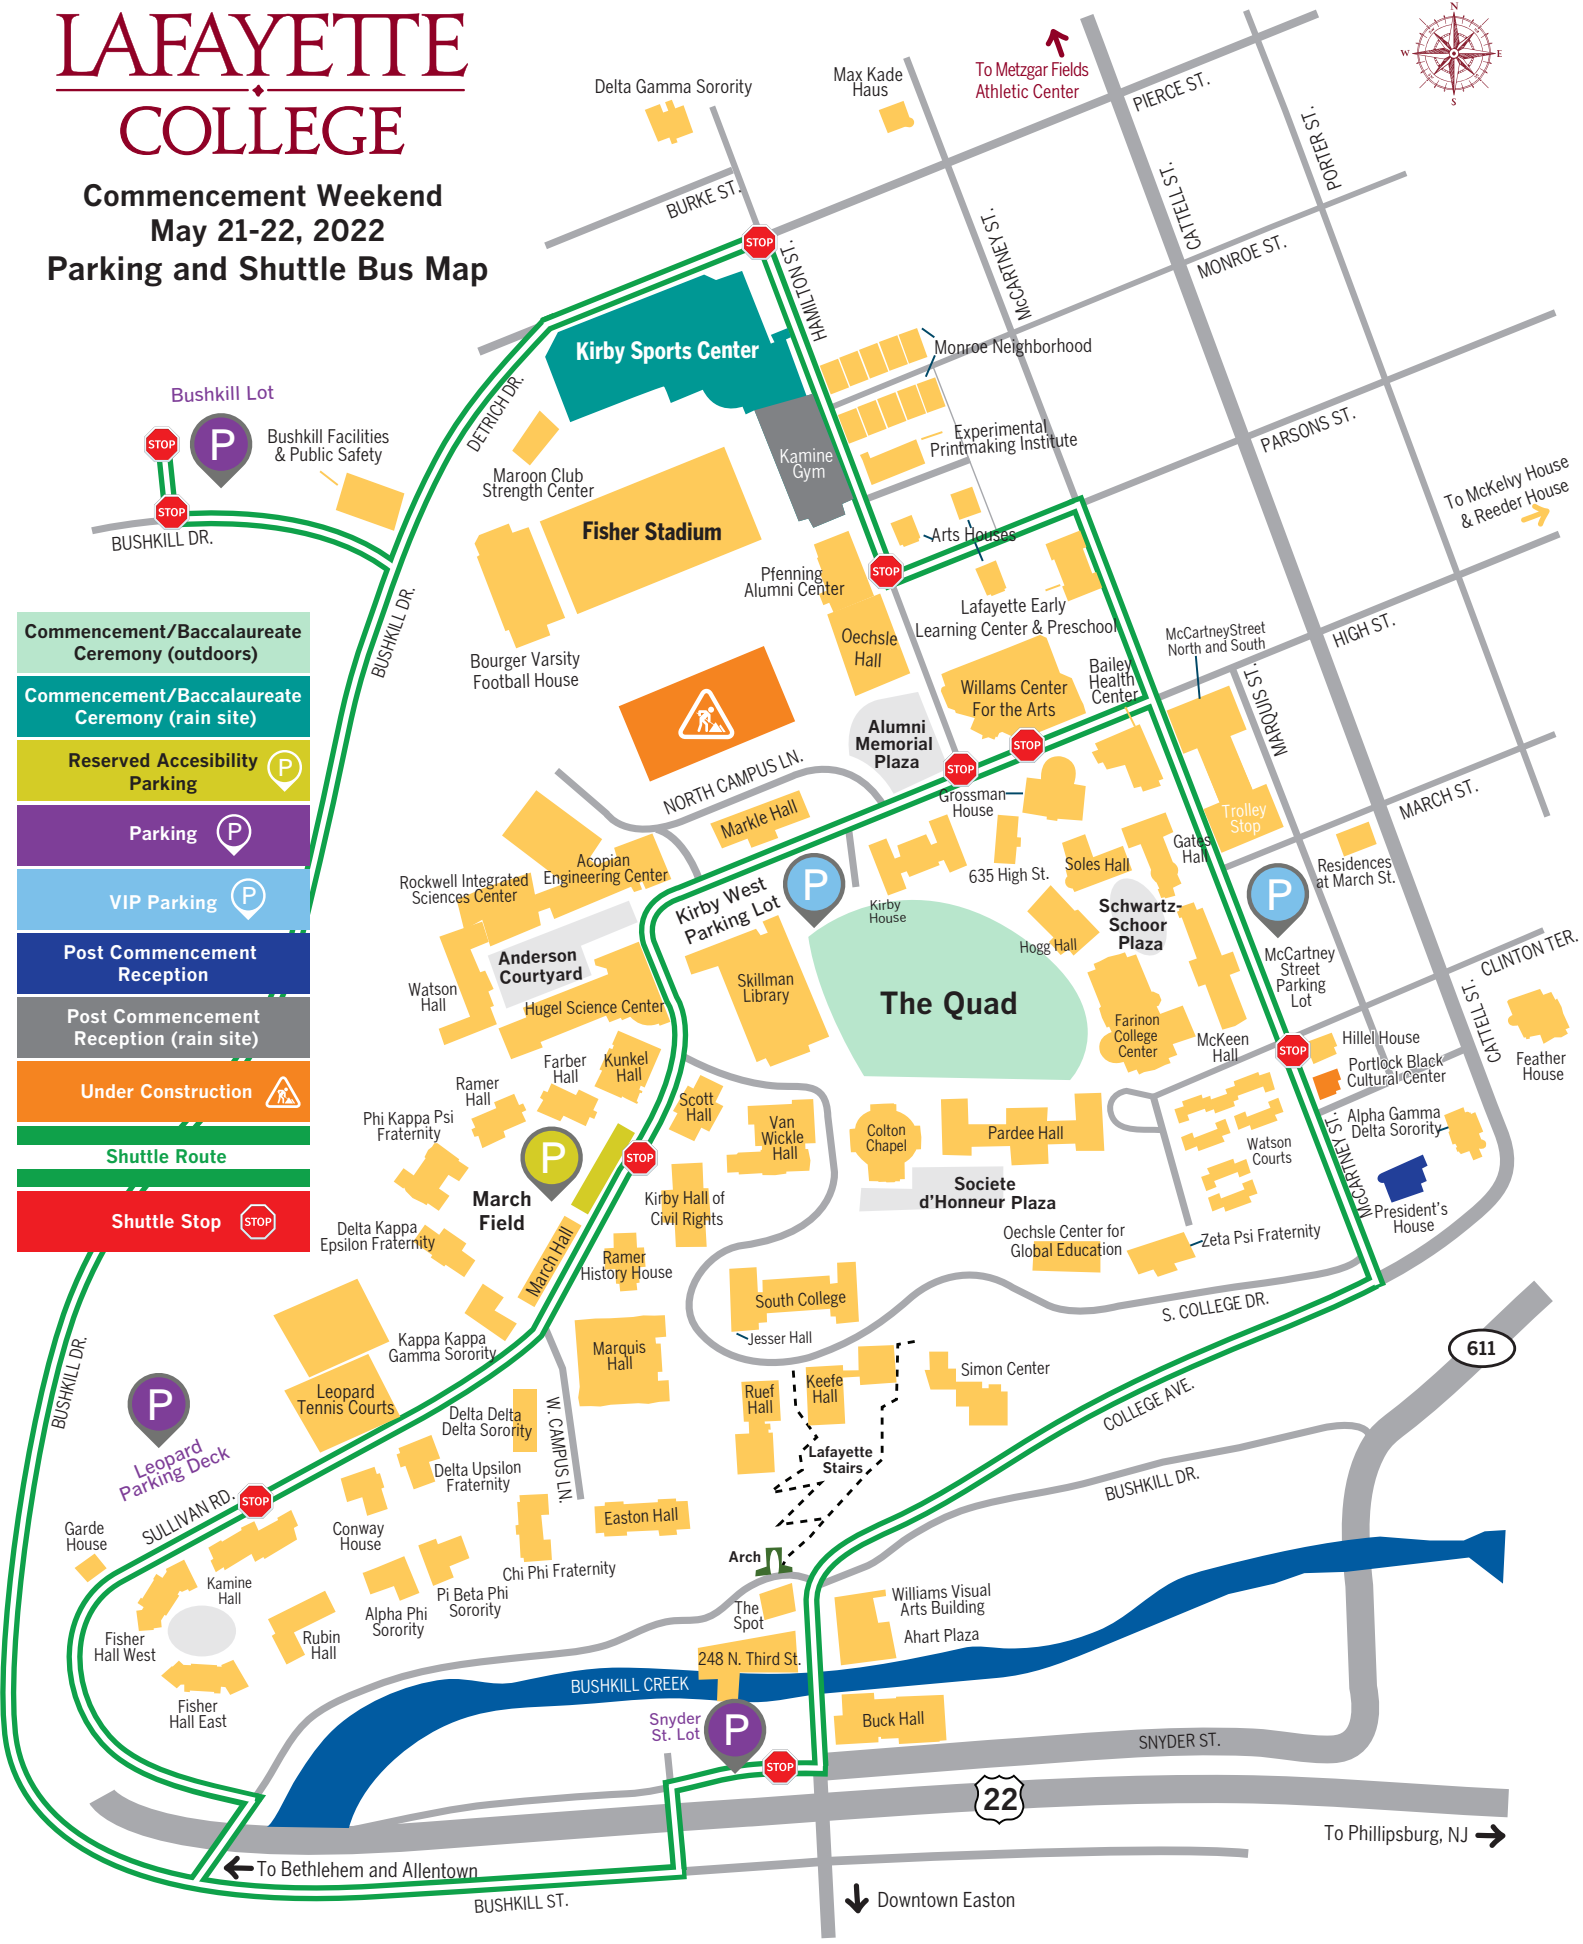 LAFAYETTE
COLLEGE
Commencement Weekend
May 21-22, 2022
Parking and Shuttle Bus Map
Delta Gamma Sorority
Max Kade
Haus
To Metzgar Fields
Athletic Center
N
W
E
S
PIERCE ST.
PORTER ST.
CATTELL ST.
BURKE ST.
STOP
HAMILTON ST.
McCARTNEY ST.
MONROE ST.
Kirby Sports Center
Monroe Neighborhood
DETRICH DR.
Bushkill Lot
STOP
P
Bushkill Facilities
& Public Safety
STOP
BUSHKILL DR.
Maroon Club
Strength Center
Kamine
Gym
Experimental
Printmaking Institute
PARSONS ST.
To McKelvy House
& Reeder House
Fisher Stadium
Arts Houses
Pfenning
Alumni Center
STOP
Lafayette Early
Learning Center & Preschool
BUSHKILL DR.
Bourger Varsity
Football House
Oechsle
Hall
McCartneyStreet
North and South
HIGH ST.
Bailey
Health
Center
Willams Center
For the Arts
MARQUIS ST.
Alumni
Memorial
Plaza
STOP
STOP
NORTH CAMPUS LN.
Grossman
House
Markle Hall
Trolley
Stop
MARCH ST.
Commencement/Baccalaureate
Ceremony (outdoors)
Commencement/Baccalaureate
Ceremony (rain site)
Reserved Accesibility
Parking
P
Parking
P
VIP Parking
P
Post Commencement
Reception
Post Commencement
Reception (rain site)
Under Construction
Shuttle Route
Shuttle Stop
STOP
Acopian
Engineering Center
Rockwell Integrated
Sciences Center
Kirby West
Parking Lot
P
Kirby
House
635 High St.
Soles Hall
Gates
Hall
Residences
at March St.
P
Schwartz-
Schoor
Plaza
Hogg Hall
McCartney
Street
Parking
Lot
CLINTON TER.
Anderson
Courtyard
Watson
Hall
Hugel Science Center
Skillman
Library
The Quad
Farinon
College
Center
McKeen
Hall
STOP
Hillel House
Portlock Black
Cultural Center
CATTELL ST.
Feather
House
Farber
Hall
Kunkel
Hall
Ramer
Hall
Scott
Hall
Phi Kappa Psi
Fraternity
Van
Wickle
Hall
Colton
Chapel
Pardee Hall
Watson
Courts
Alpha Gamma
Delta Sorority
McCARTNEY ST.
P
STOP
March
Field
Kirby Hall of
Civil Rights
Societe
d'Honneur Plaza
President's
House
Delta Kappa
Epsilon Fraternity
March Hall
Ramer
History House
Oechsle Center for
Global Education
Zeta Psi Fraternity
South College
Jesser Hall
S. COLLEGE DR.
611
Kappa Kappa
Gamma Sorority
Marquis
Hall
BUSHKILL DR.
P
Leopard
Parking Deck
Leopard
Tennis Courts
Ruef
Hall
Keefe
Hall
Simon Center
COLLEGE AVE.
Delta Delta
Delta Sorority
W. CAMPUS LN.
Lafayette
Stairs
Delta Upsilon
Fraternity
BUSHKILL DR.
STOP
SULLIVAN RD.
Garde
House
Conway
House
Easton Hall
Arch
Chi Phi Fraternity
Kamine
Hall
Pi Beta Phi
Sorority
Alpha Phi
Sorority
The
Spot
Williams Visual
Arts Building
Ahart Plaza
Fisher
Hall West
Rubin
Hall
248 N. Third St.
BUSHKILL CREEK
Fisher
Hall East
Snyder
St. Lot
P
Buck Hall
SNYDER ST.
STOP
22
To Phillipsburg, NJ
To Bethlehem and Allentown
BUSHKILL ST.
Downtown Easton